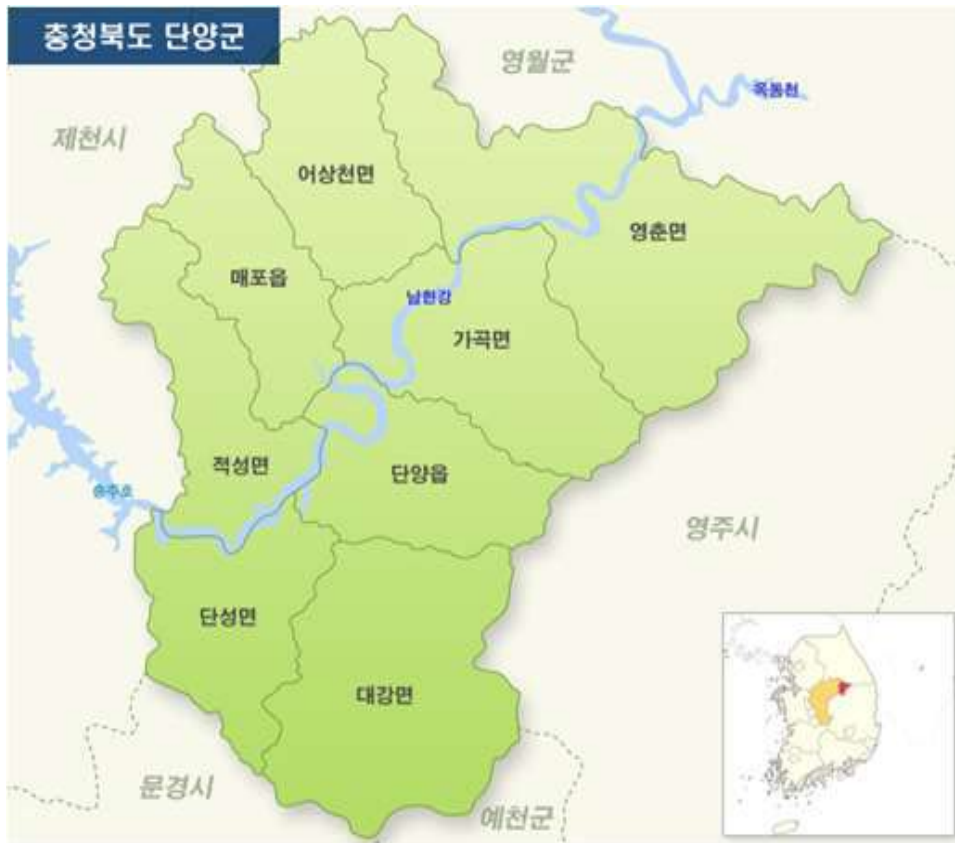 충청북도 단양군
영월군
옥동천
제천시
어상천면
영춘면
매포읍
남한강
가곡면
적성면
단양읍
충주호
영주시
단성면
대강면
문경시
예천군